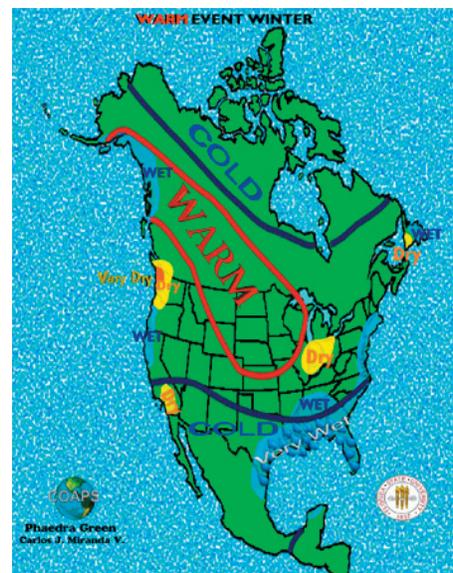 WARM EVENT WINTER
COLD
WET
WARM
WET
Dry
Very Dry
Dry
WET
Dry
WET
COLD
Very Wet
COAPS
Phaedra Green
Carlos J. Miranda V.